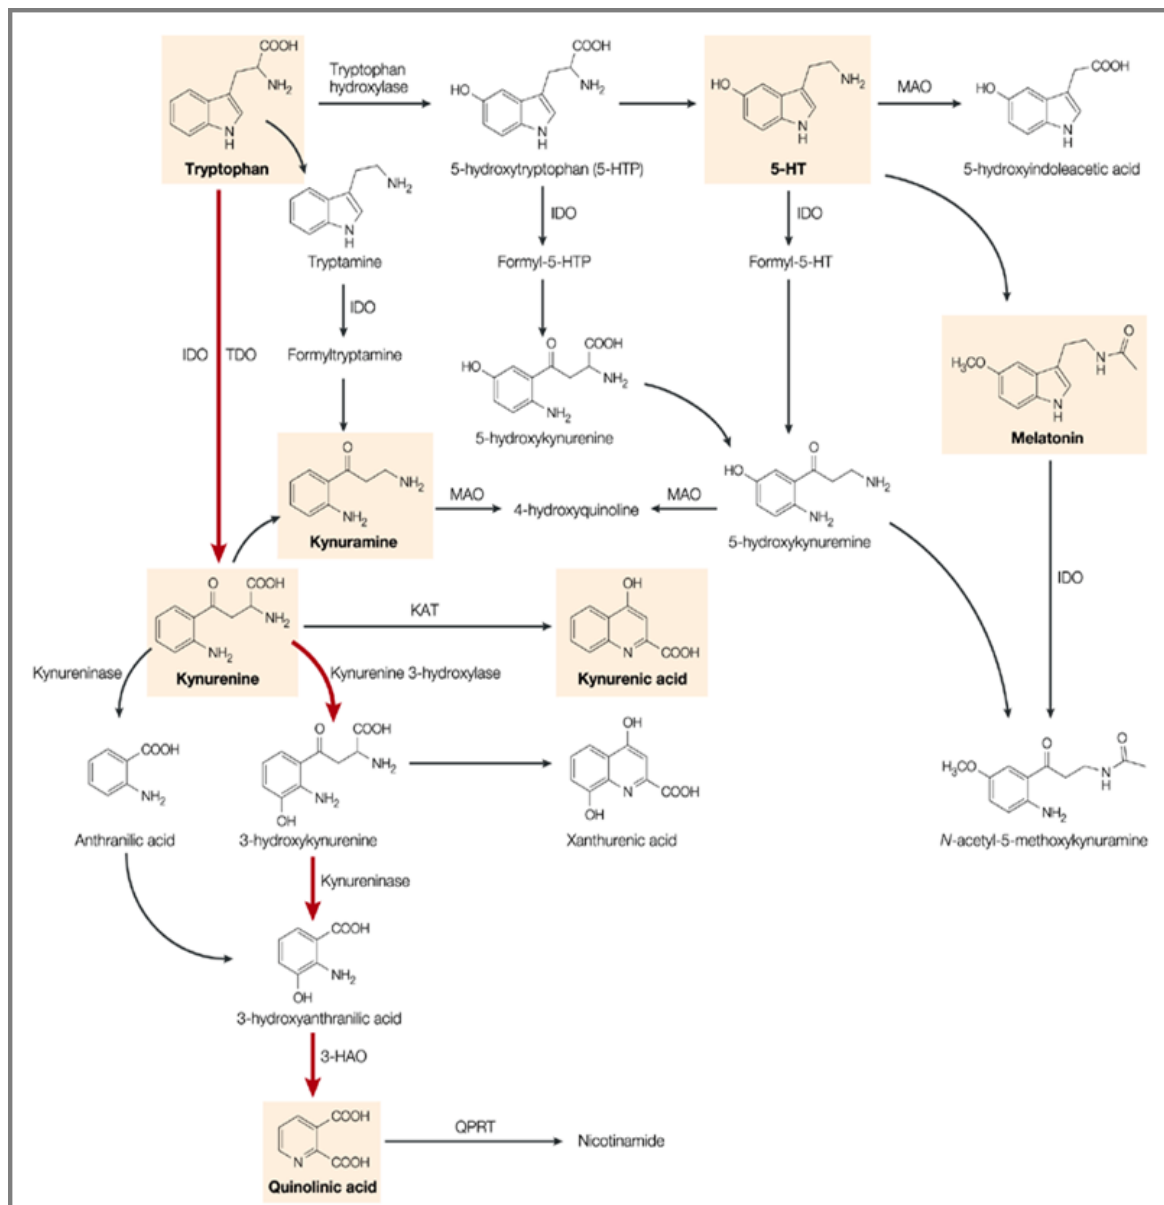 COOH
NH2
N
H
Tryptophan
Tryptophan
hydroxylase
COOH
HO
NH2
N
H
5-hydroxytryptophan (5-HTP)
HO
NH2
N
H
5-HT
MAO
COOH
HO
N
H
5-hydroxyindoleacetic acid
NH2
N
H
Tryptamine
IDO
Formyl-5-HTP
IDO
Formyl-5-HT
IDO
Formyltryptamine
IDO
TDO
O
COOH
HO
NH2
NH2
5-hydroxykynurenine
O
H3CO
N
H
N
H
Melatonin
O
NH2
NH2
Kynuramine
MAO
4-hydroxyquinoline
MAO
O
HO
NH2
NH2
5-hydroxykynuremine
IDO
O
COOH
NH2
NH2
Kynurenine
KAT
OH
N
COOH
Kynurenic acid
Kynureninase
Kynurenine 3-hydroxylase
COOH
NH2
Anthranilic acid
O
COOH
NH2
NH2
OH
3-hydroxykynurenine
OH
N
COOH
OH
Xanthurenic acid
O
O
H3CO
N
H
NH2
N-acetyl-5-methoxykynuramine
Kynureninase
COOH
NH2
OH
3-hydroxyanthranilic acid
3-HAO
COOH
N
COOH
Quinolinic acid
QPRT
Nicotinamide